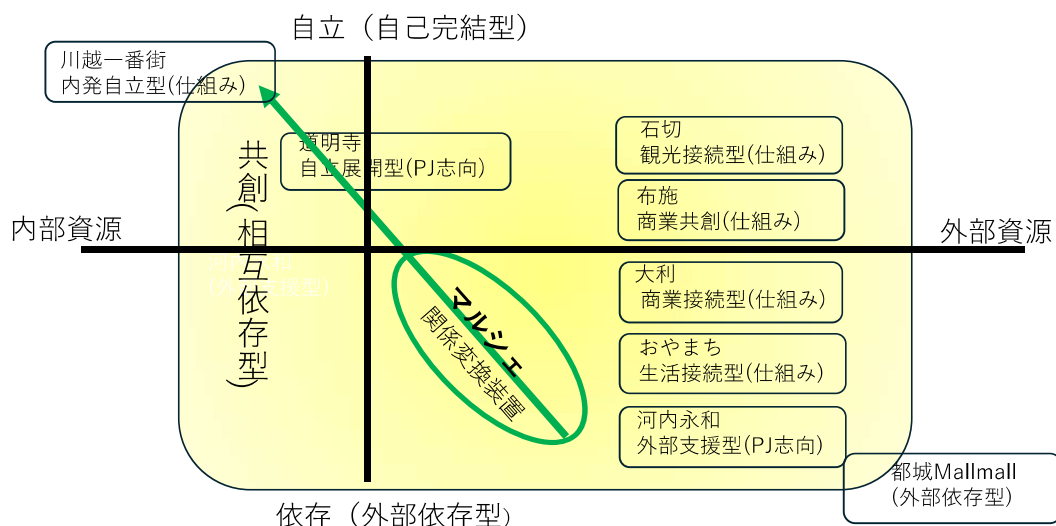 自立（自己完結型）
川越一番街
内発自立型(仕組み)
道明寺
自立展開型(PJ志向)
石切
観光接続型(仕組み)
布施
商業共創(仕組み)
内部資源
外部資源
共創(相互依存型)
マルシェ
関係変換装置
大利
商業接続型(仕組み)
おやまち
生活接続型(仕組み)
河内永和
外部支援型(PJ志向)
都城Mallmall
(外部依存型)
依存（外部依存型)